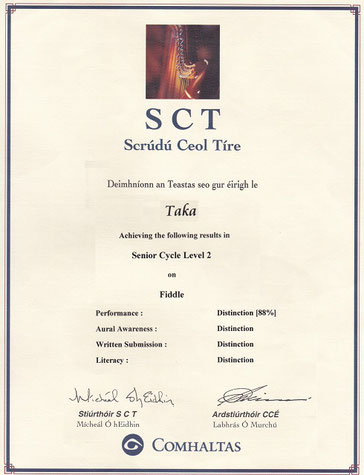 SCT
Scrúdú Ceol Tíre
Deimhníonn an Teastas seo gur éirigh le
Taka
Achieving the following results in
Senior Cycle Level 2
on
Fiddle
Performance : Distinction [88%]
Aural Awareness : Distinction
Written Submission : Distinction
Literacy : Distinction
Micheál Ó hEidhin
Stiúrthóir S C T Ardstiúrthóir CCÉ
Mícheál Ó hEidhin Labhrás Ó Murchú
COMHALTAS